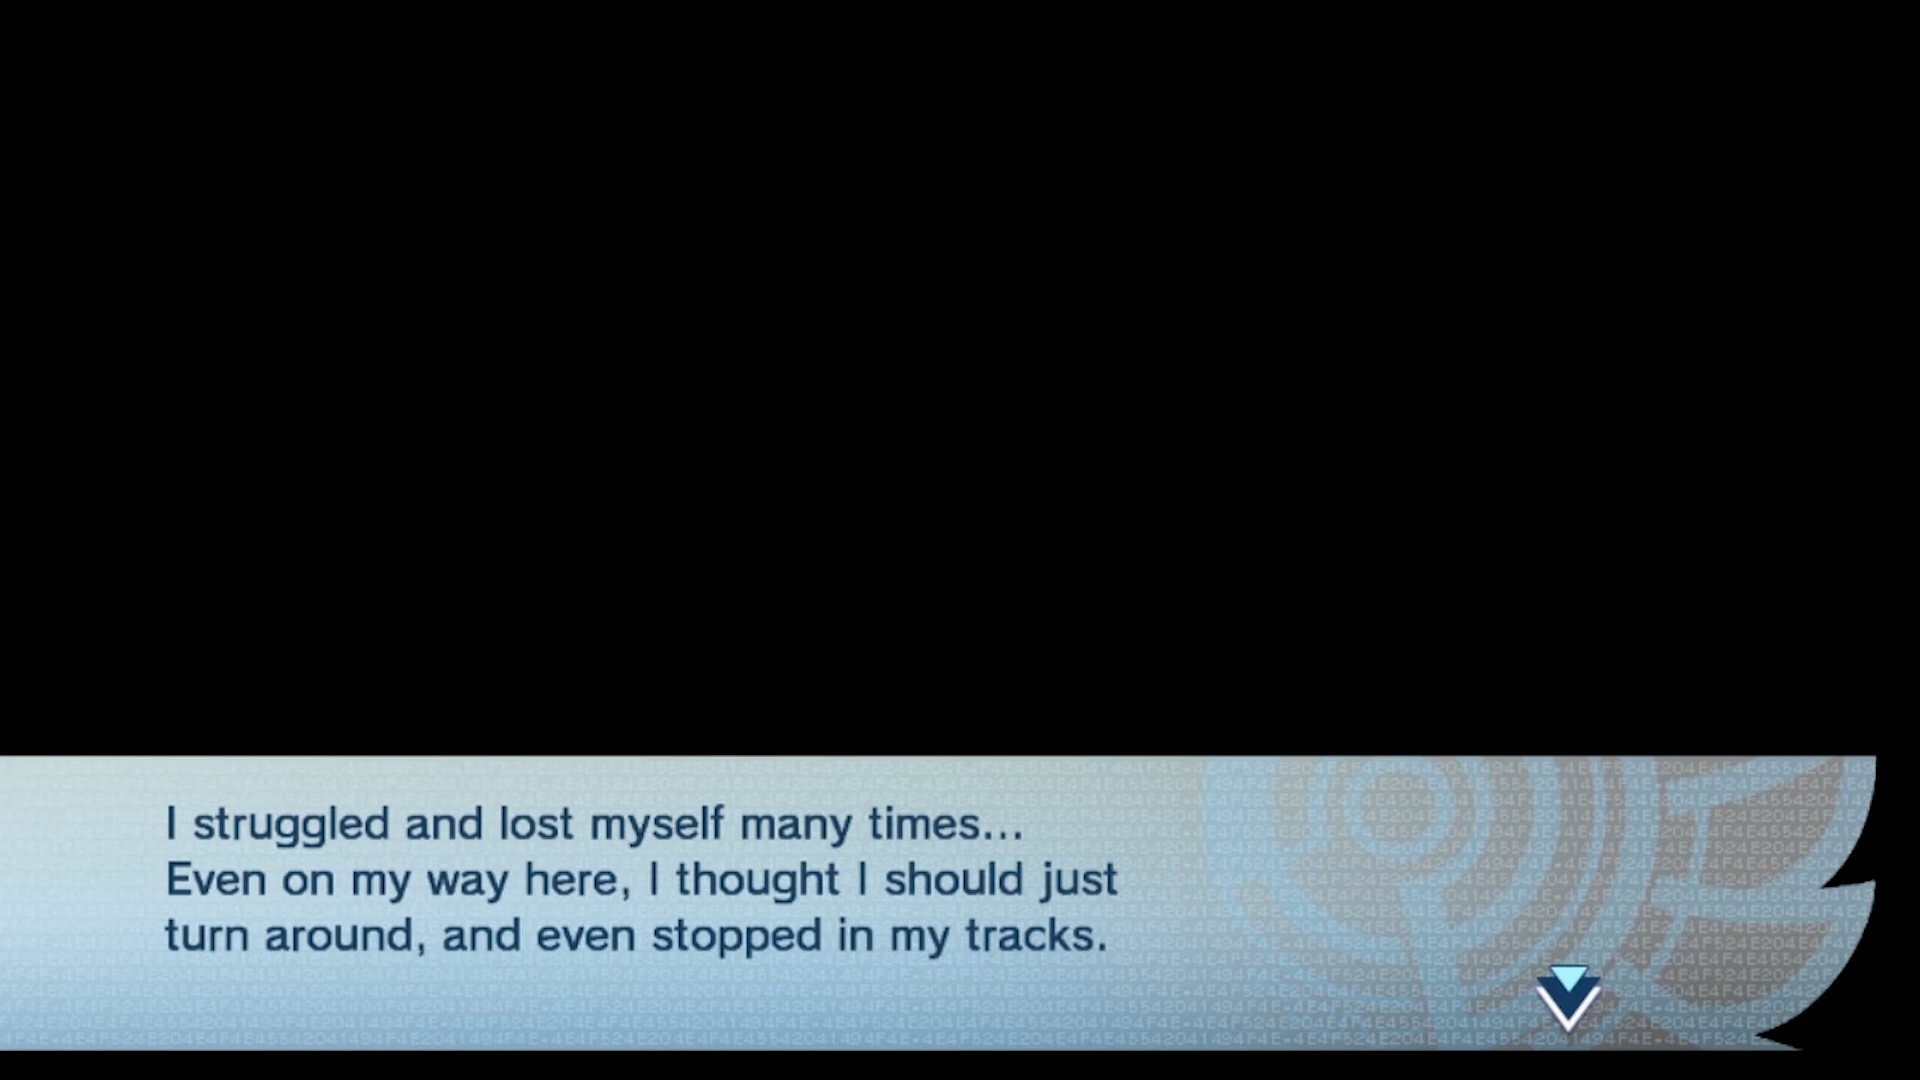 I struggled and lost myself many times...
Even on my way here, I thought I should just
turn around, and even stopped in my tracks.